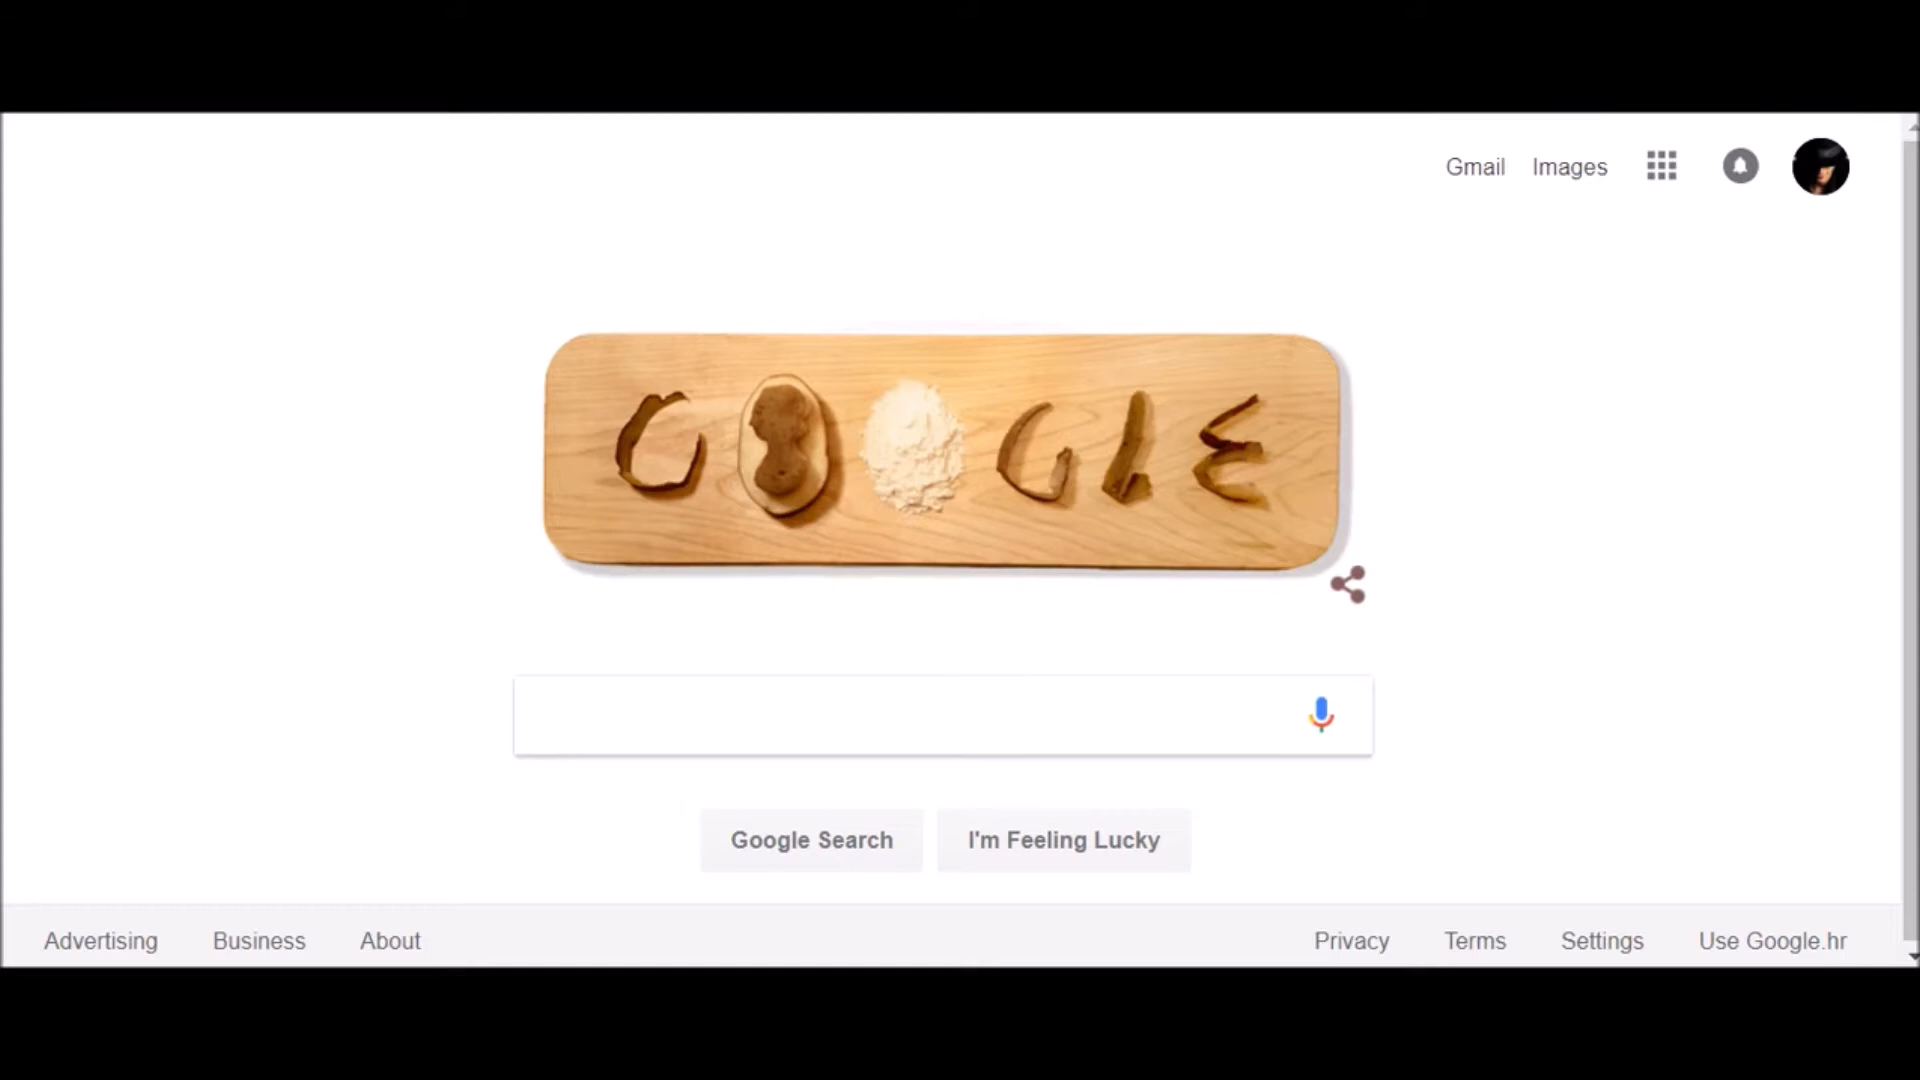 Gmail Images
GOOGLE
Google Search I'm Feeling Lucky
Advertising Business About Privacy Terms Settings Use Google.hr